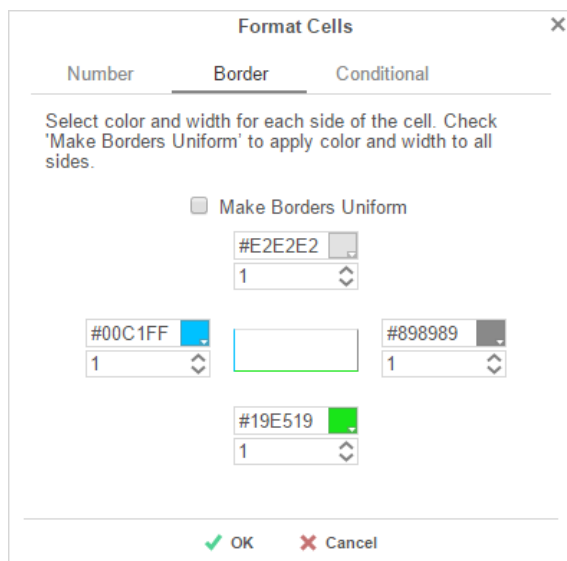 Format Cells
Number Border Conditional
Select color and width for each side of the cell. Check
'Make Borders Uniform' to apply color and width to all
sides.
Make Borders Uniform
#E2E2E2
1
#00C1FF
1
#898989
1
#19E519
1
OK Cancel